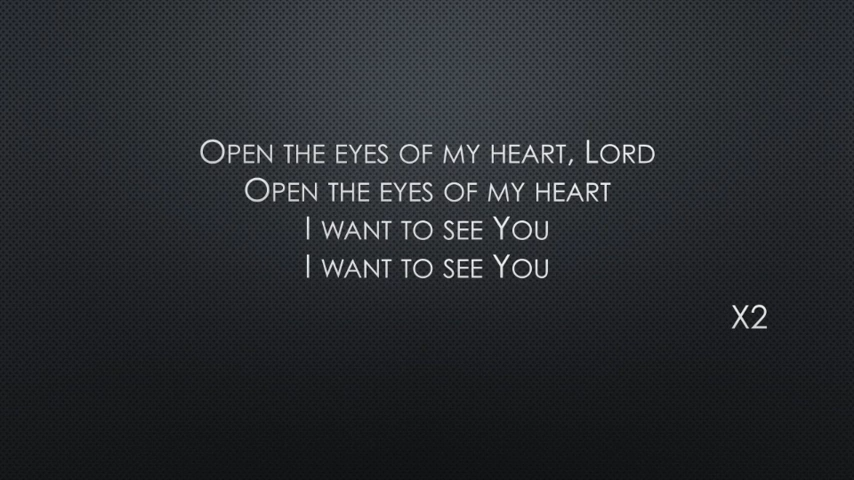 Open the eyes of my heart, Lord
Open the eyes of my heart
I want to see You
I want to see You
X2